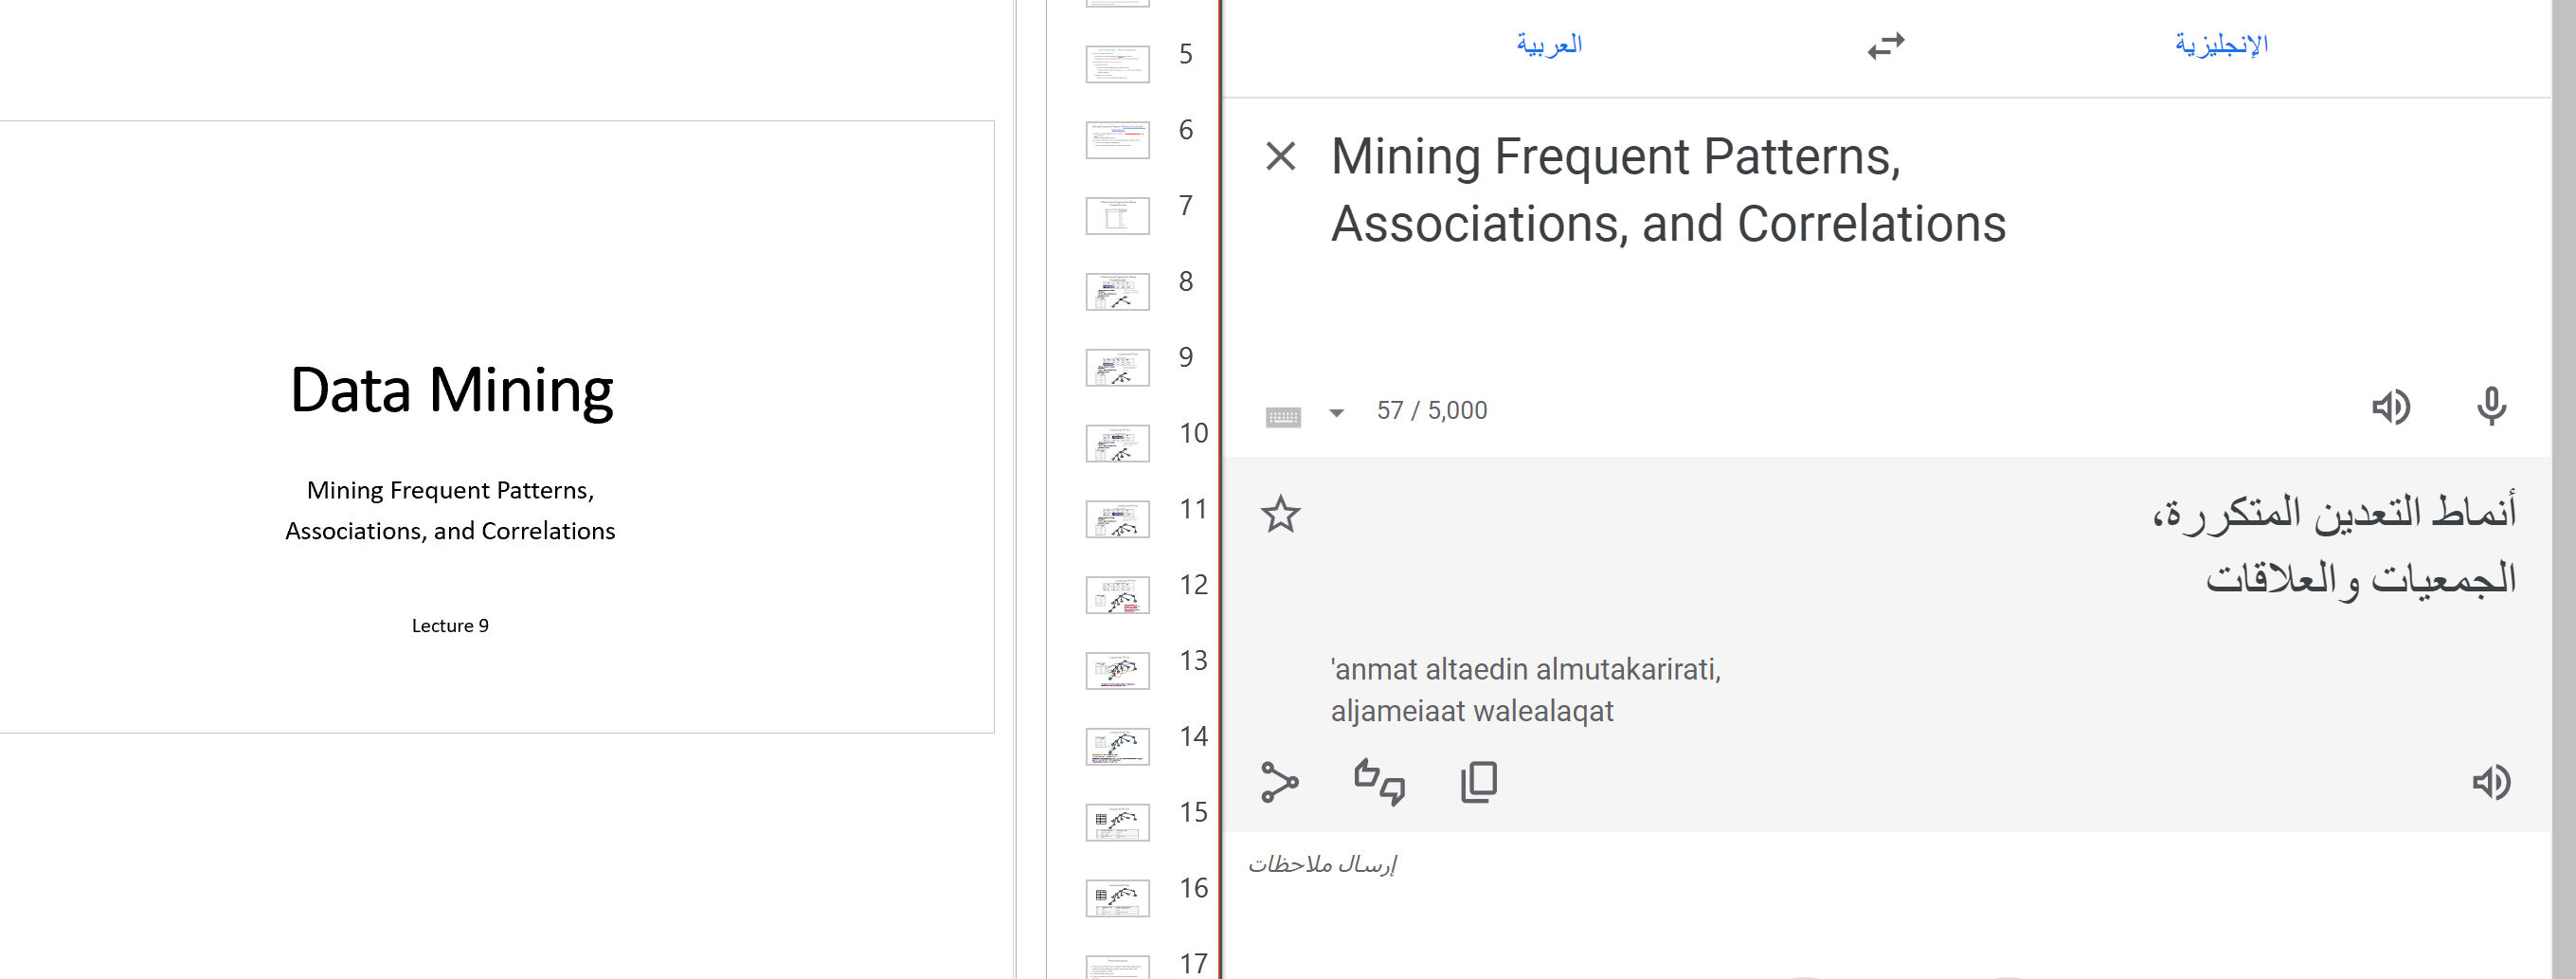 Data Mining
Mining Frequent Patterns,
Associations, and Correlations
Lecture 9
5
6
7
8
9
10
11
12
13
14
15
16
17
العربية
الإنجليزية
Mining Frequent Patterns,
Associations, and Correlations
57 / 5,000
أنماط التعدين المتكررة،
الجمعيات والعلاقات
'anmat altaedin almutakarirati,
aljameiaat walealaqat
إرسال ملاحظات